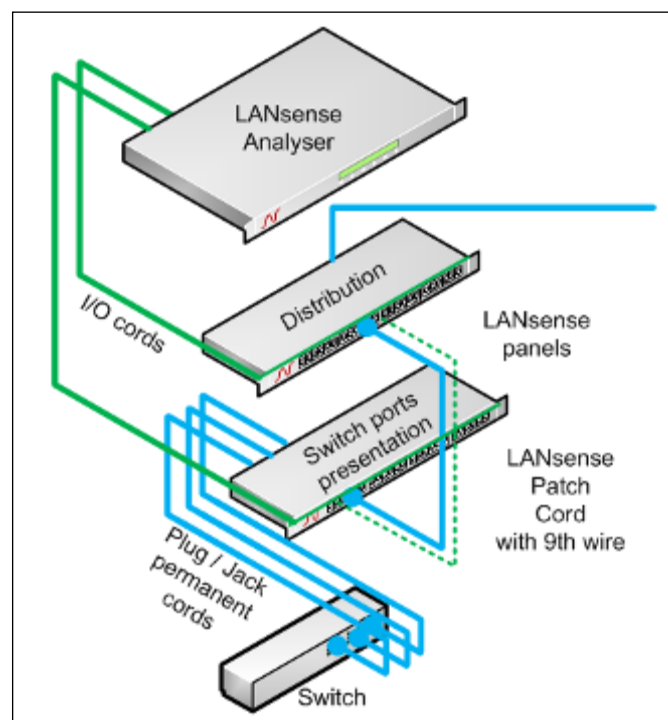 LANsense
Analyser
Distribution
I/O cords
LANsense
panels
Switch ports
presentation
LANsense
Patch
Cord
with 9th wire
Plug / Jack
permanent
cords
Switch